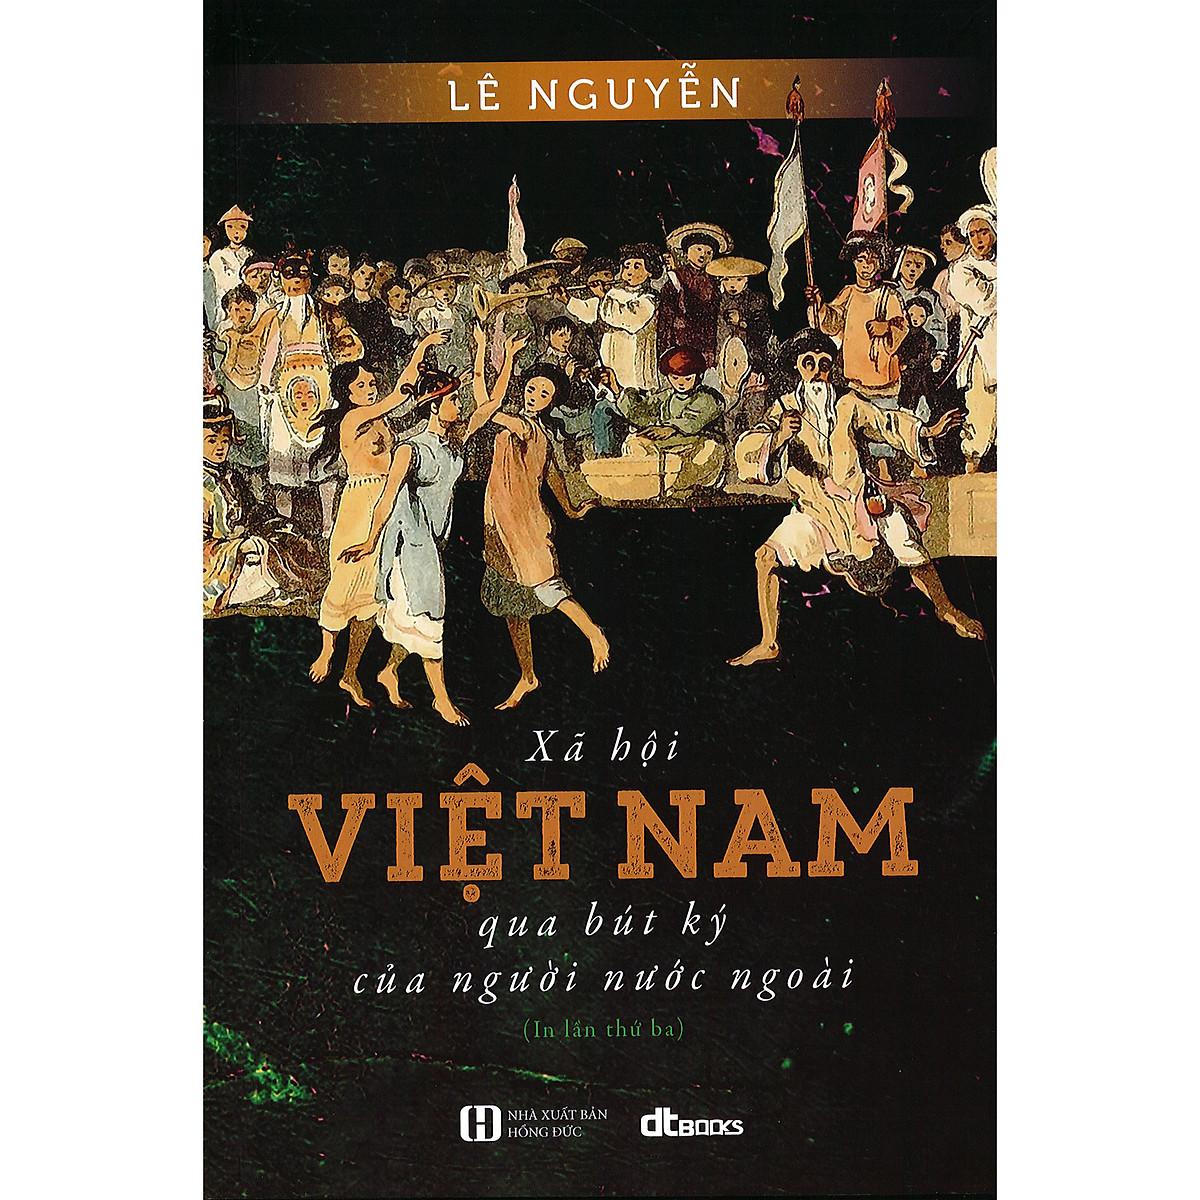 LÊ NGUYỄN
Xã hội
VIỆT NAM
qua bút ký
của người nước ngoài
(In lần thứ ba)
NHÀ XUẤT BẢN
HỒNG ĐỨC
dtBOOKS